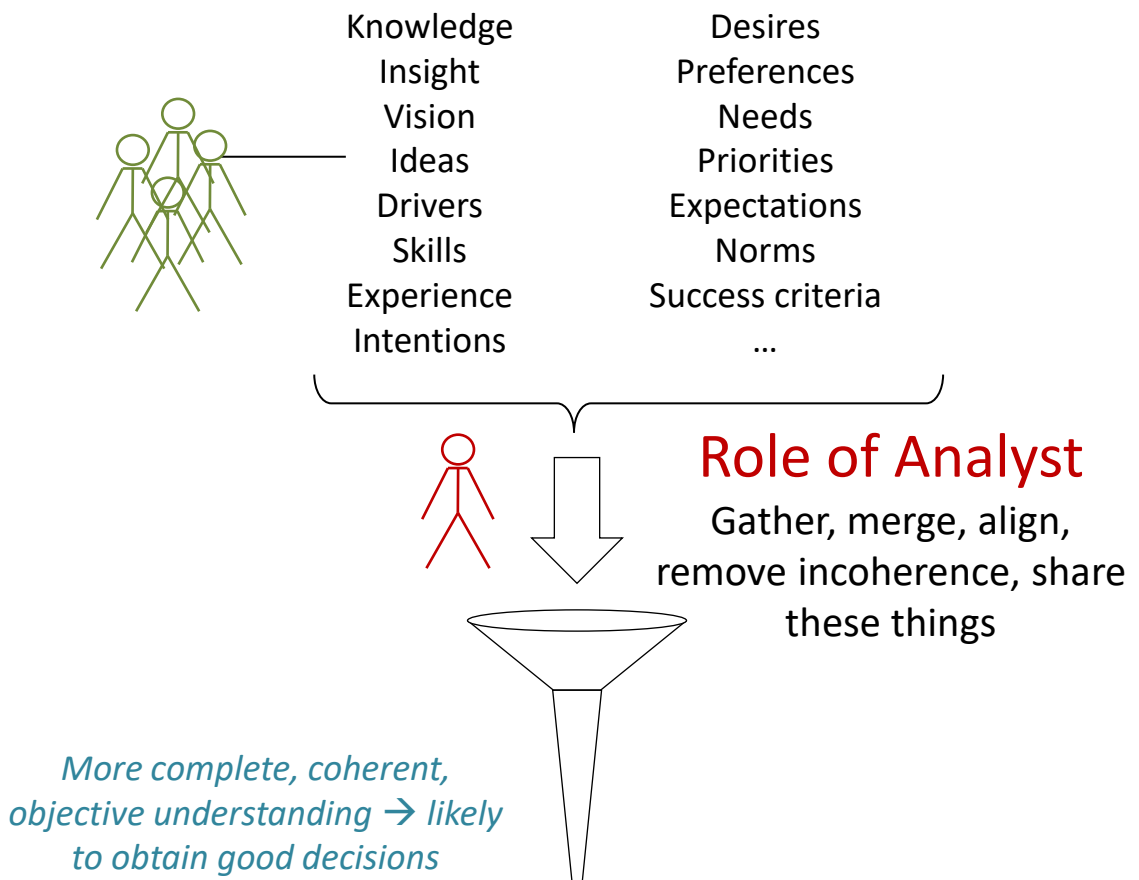 Knowledge
Insight
Vision
Ideas
Drivers
Skills
Experience
Intentions
Desires
Preferences
Needs
Priorities
Expectations
Norms
Success criteria
…
Role of Analyst
Gather, merge, align,
remove incoherence, share
these things
More complete, coherent,
objective understanding → likely
to obtain good decisions